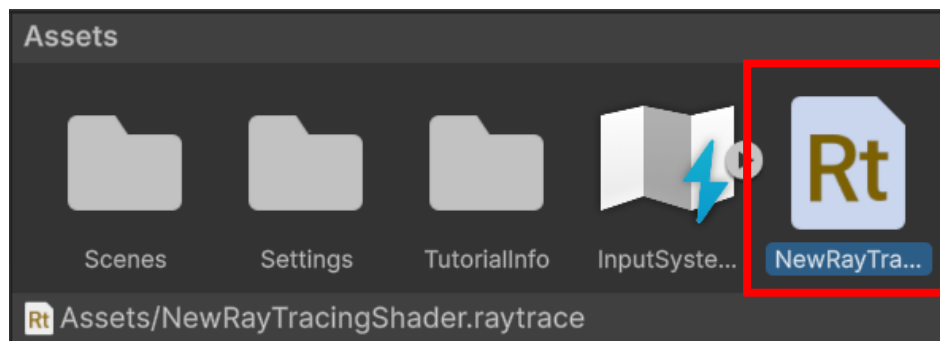 Assets
Rt
Scenes
Settings
TutorialInfo
InputSyste...
NewRayTra...
Rt Assets/NewRayTracingShader.raytrace